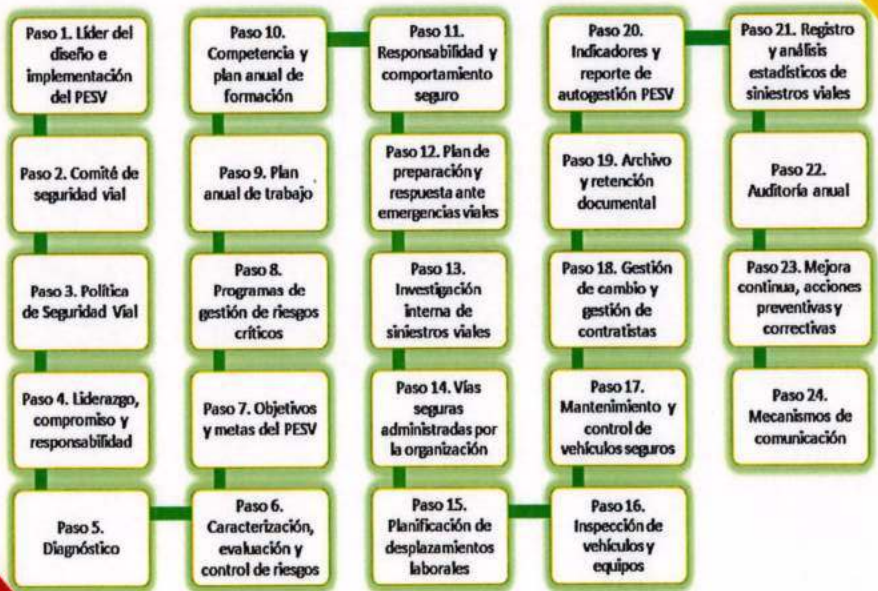 Paso 1. Líder del
diseño e
implementación
del PESV
Paso 2. Comité de
seguridad vial
Paso 3. Política
de Seguridad Vial
Paso 4. Liderazgo,
compromiso y
responsabilidad
Paso 5.
Diagnóstico
Paso 6.
Caracterización,
evaluación y
control de riesgos
Paso 7. Objetivos
y metas del PESV
Paso 8.
Programas de
gestión de riesgos
críticos
Paso 9. Plan
anual de trabajo
Paso 10.
Competencia y
plan anual de
formación
Paso 11.
Responsabilidad y
comportamiento
seguro
Paso 12. Plan de
preparación y
respuesta ante
emergencias viales
Paso 13.
Investigación
interna de
siniestros viales
Paso 14. Vías
seguras
administradas por
la organización
Paso 15.
Planificación de
desplazamientos
laborales
Paso 16.
Inspección de
vehículos y
equipos
Paso 17.
Mantenimiento y
control de
vehículos seguros
Paso 18. Gestión
de cambio y
gestión de
contratistas
Paso 19. Archivo
y retención
documental
Paso 20.
Indicadores y
reporte de
autogestión PESV
Paso 21. Registro
y análisis
estadísticos de
siniestros viales
Paso 22.
Auditoría anual
Paso 23. Mejora
continua, acciones
preventivas y
correctivas
Paso 24.
Mecanismos de
comunicación